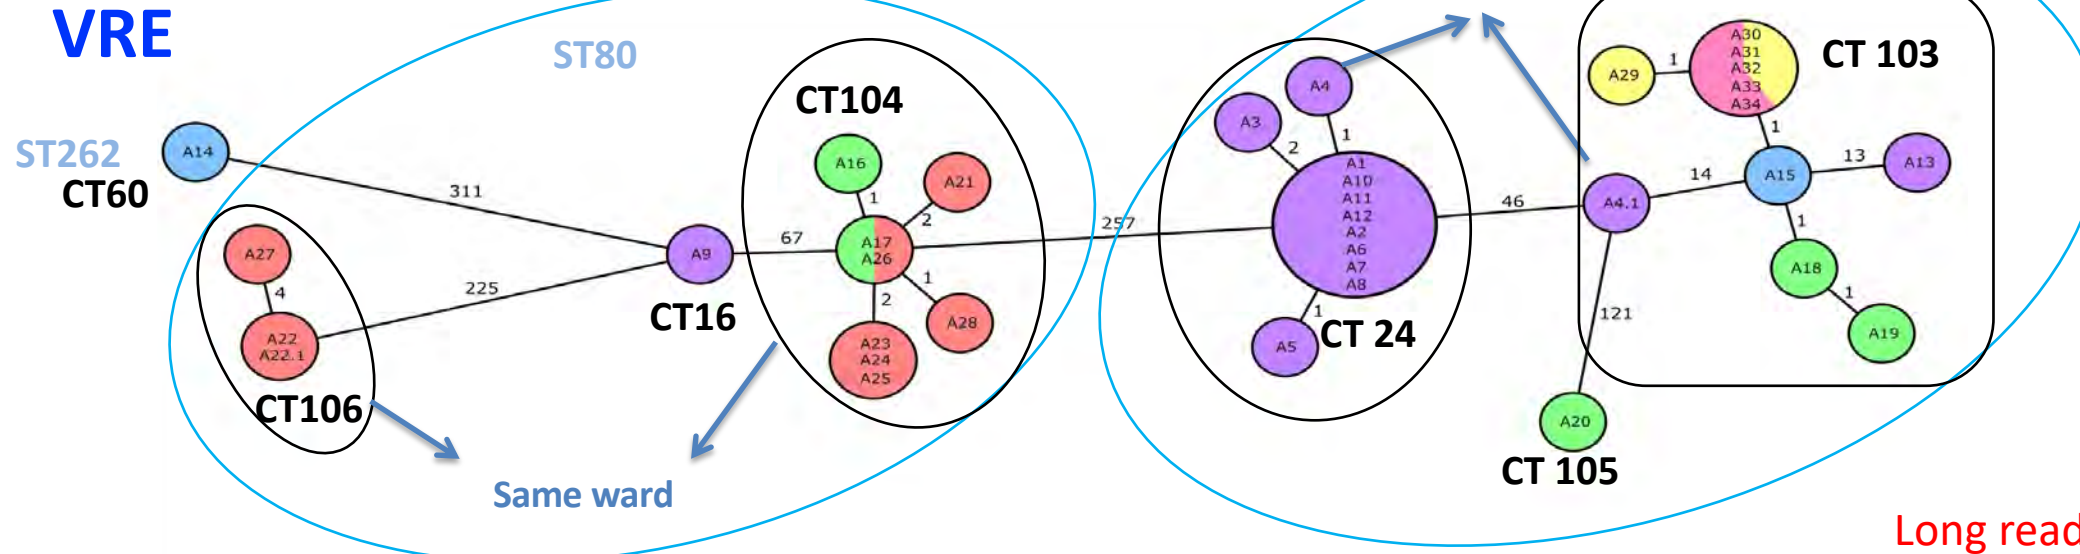 VRE
ST80
ST262
CT60
A14
311
A27
4
A22
A22.1
225
CT106
A9
CT16
67
CT104
A16
1
A21
2
A17
A26
1
A28
2
A23
A24
A25
Same ward
257
A3
2
A4
1
A1
A10
A11
A12
A2
A6
A7
A8
1
A5
CT 24
46
A4.1
121
A20
CT 105
14
A29
1
A30
A31
A32
A33
A34
CT 103
1
A15
13
A13
1
A18
1
A19
Long read